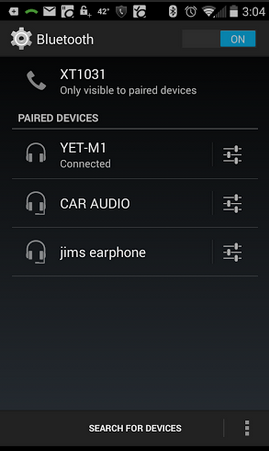 42° 3:04
Bluetooth ON
XT1031
Only visible to paired devices
PAIRED DEVICES
YET-M1
Connected
CAR AUDIO
jims earphone
SEARCH FOR DEVICES